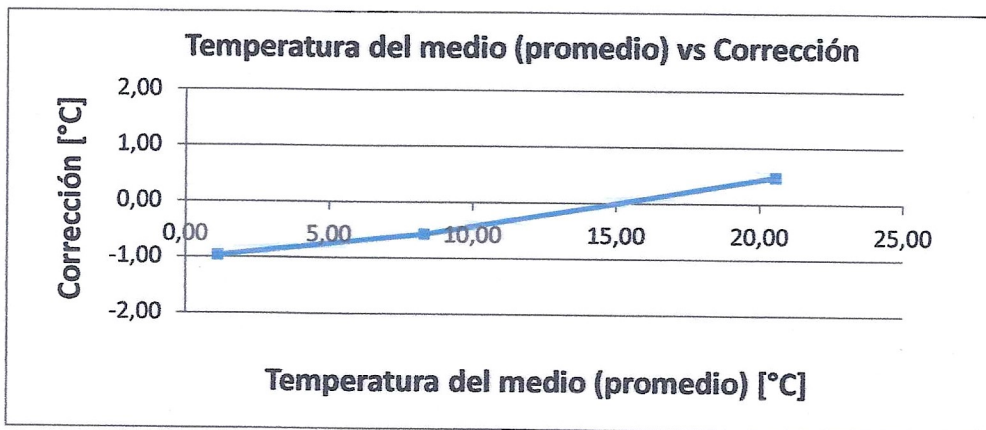 Temperatura del medio (promedio) vs Corrección
Corrección [°C]
2,00
1,00
0,00
-1,00
-2,00
0,00 5,00 10,00 15,00 20,00 25,00
Temperatura del medio (promedio) [°C]